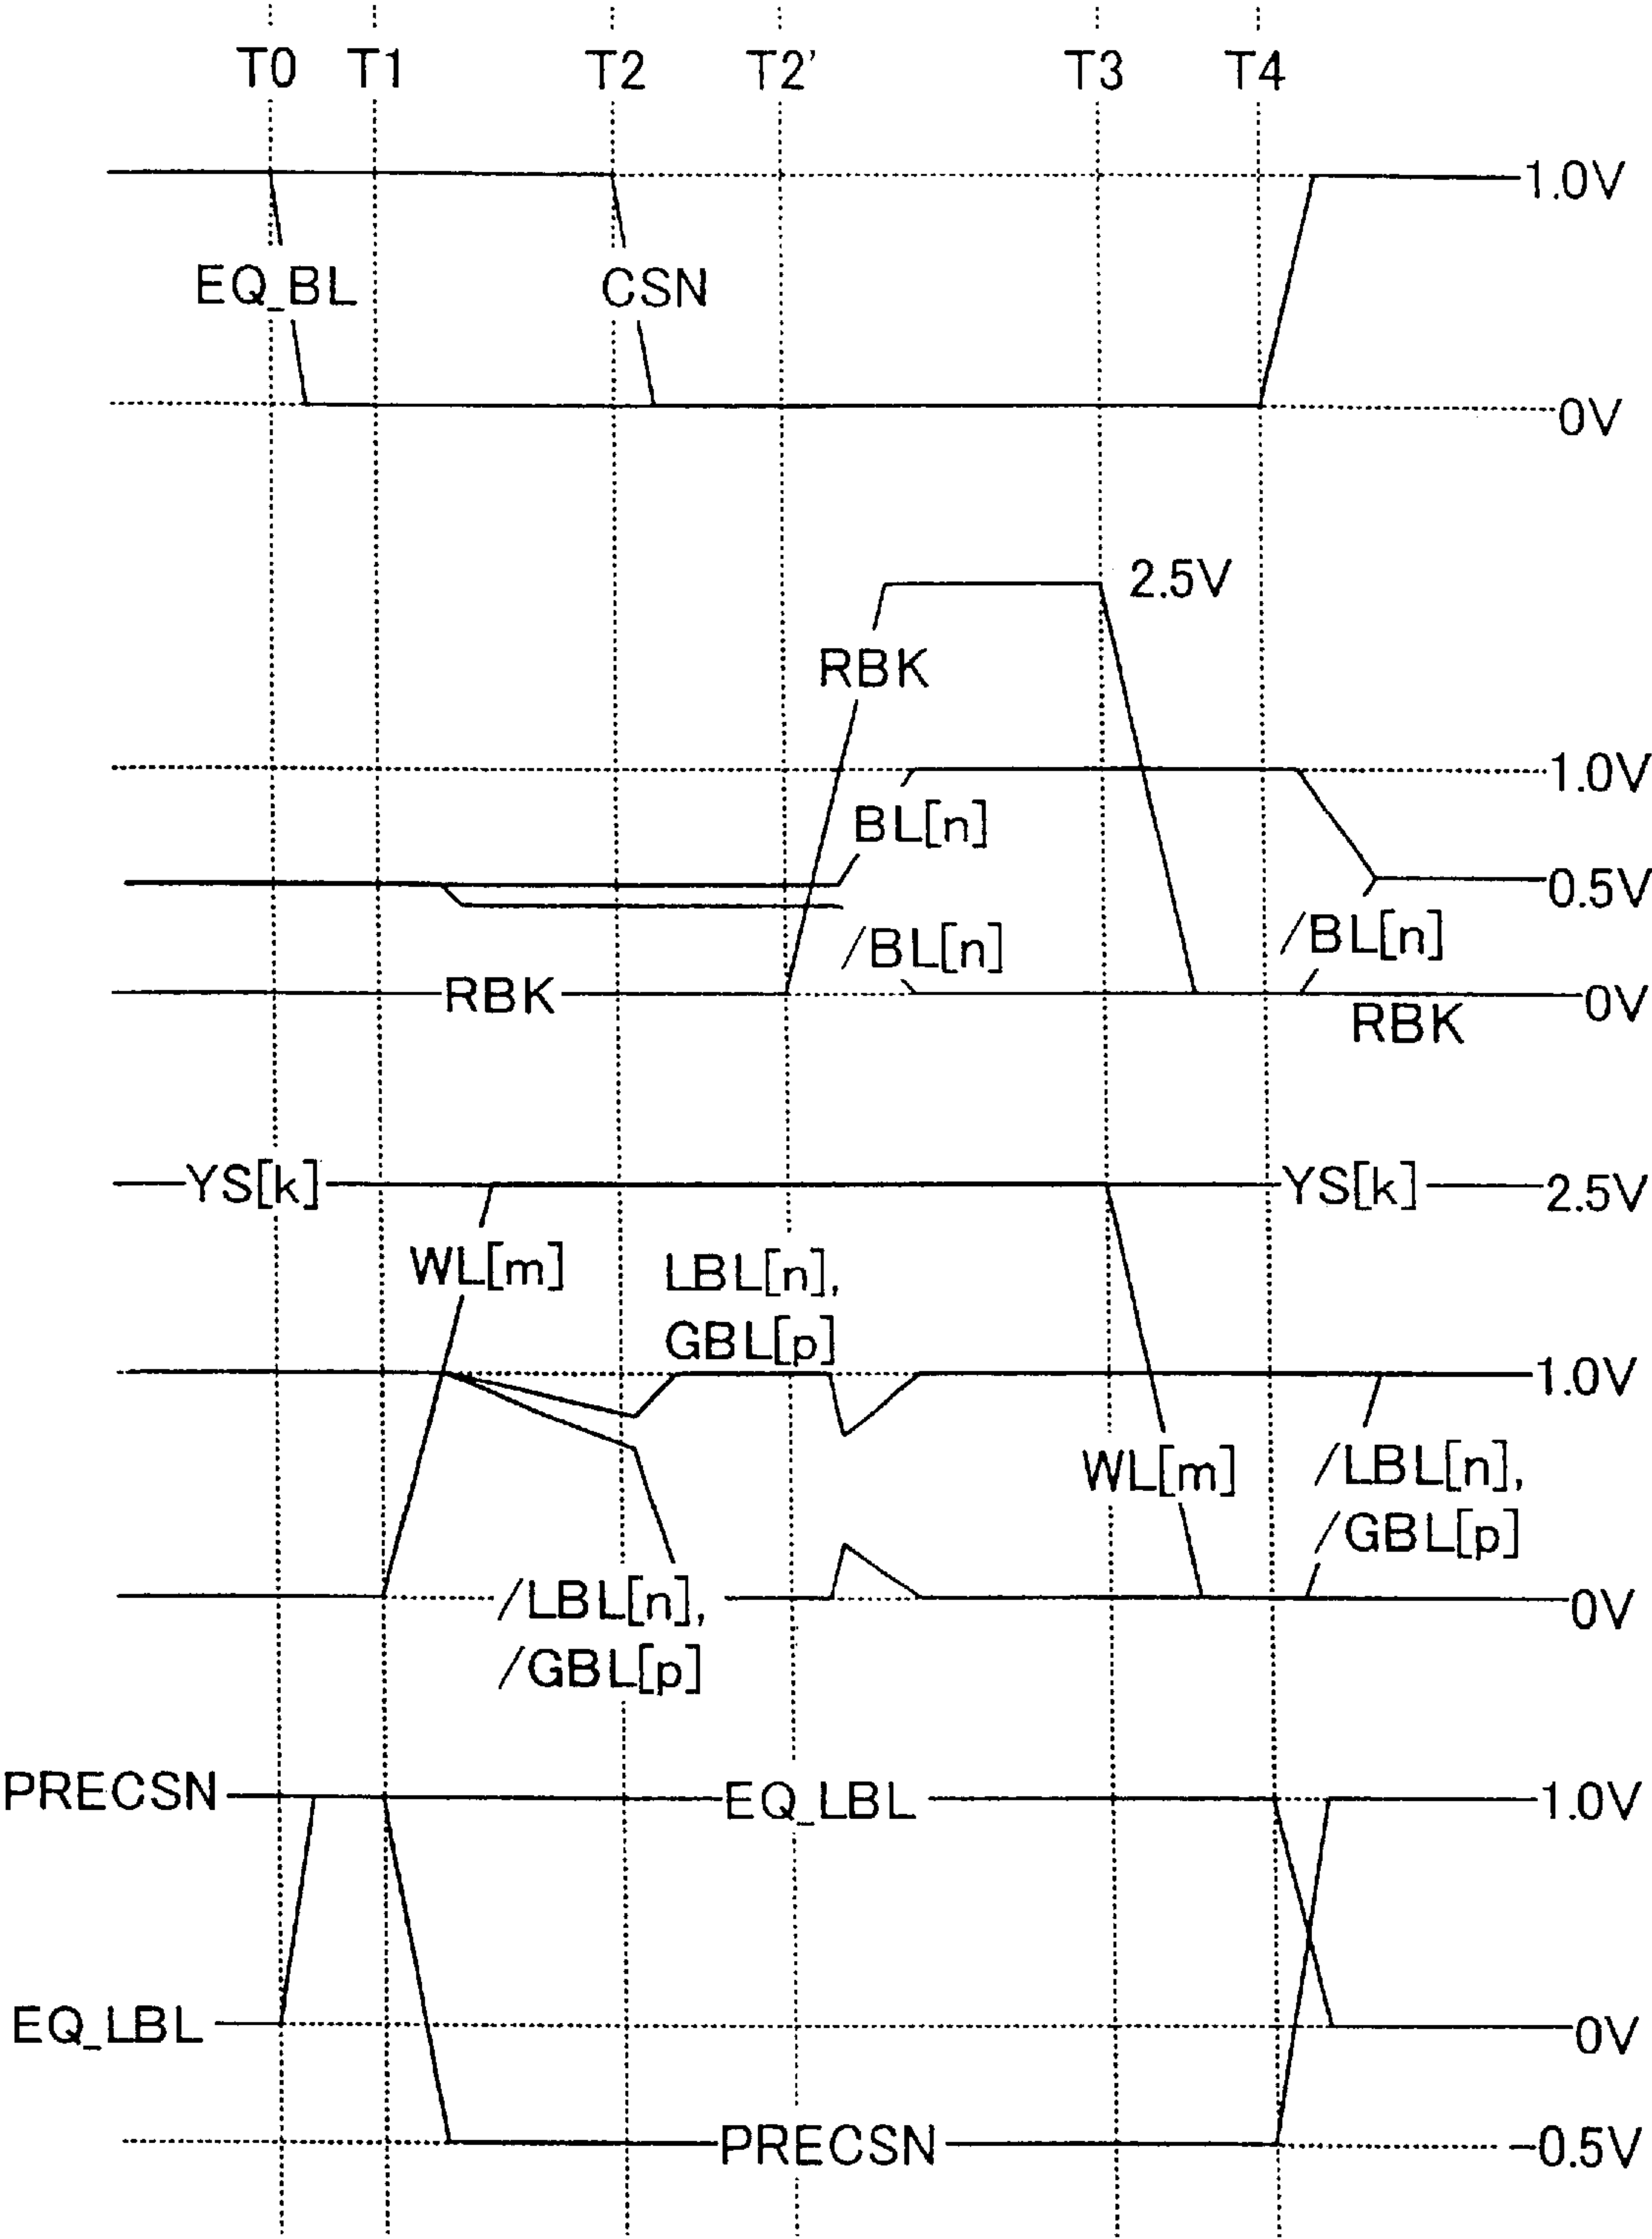 T0 T1 T2 T2' T3 T4
1.0V
EQ_BL CSN
0V
2.5V
RBK
1.0V
BL[n]
0.5V
/BL[n] /BL[n]
RBK 0V
RBK
YS[k] YS[k] 2.5V
WL[m] LBL[n],
GBL[p]
1.0V
WL[m] /LBL[n],
/GBL[p]
/LBL[n], 0V
/GBL[p]
PRECSN EQ_LBL 1.0V
EQ_LBL 0V
PRECSN -0.5V